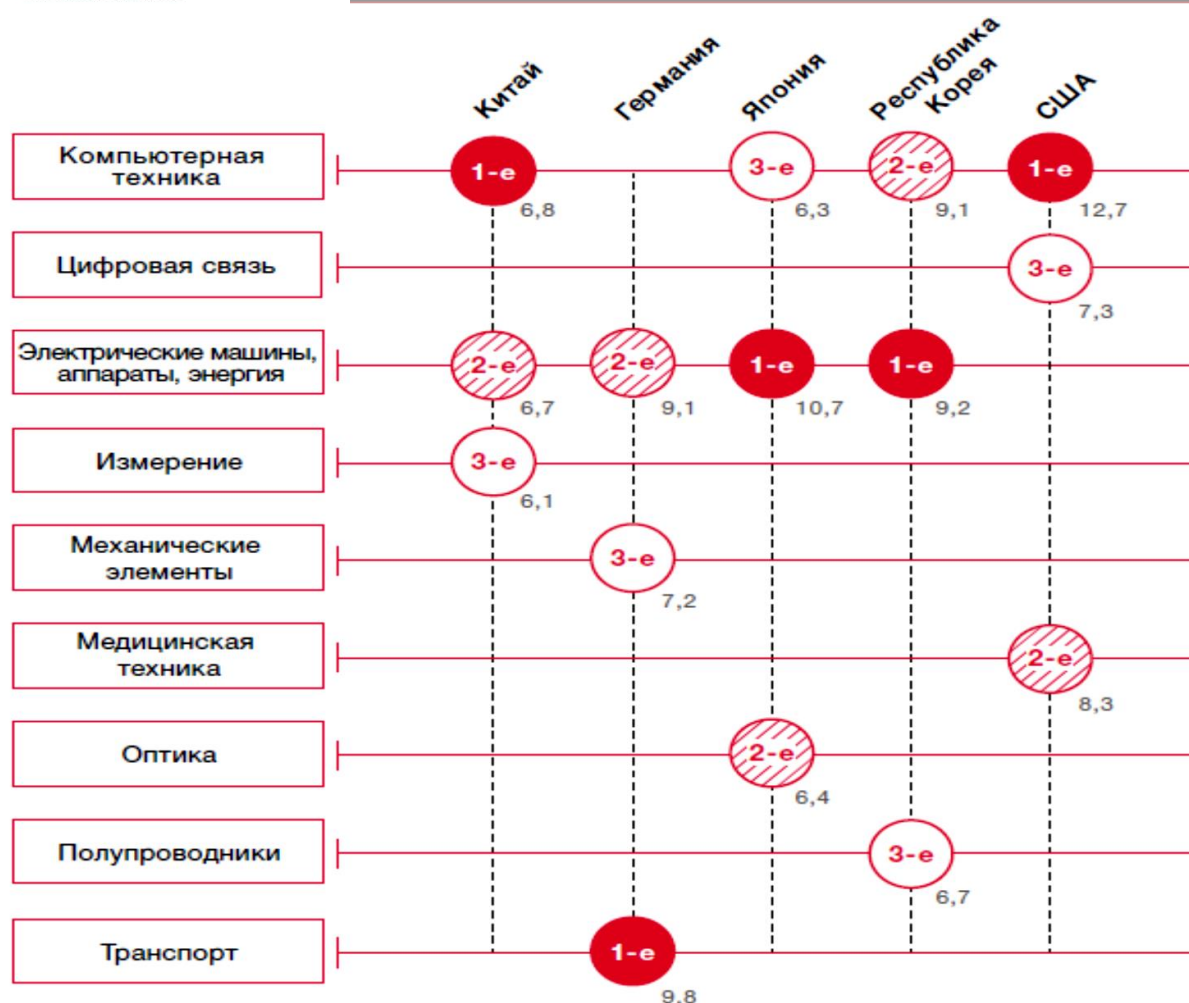 Китай
Германия
Япония
Республика
Корея
США
Компьютерная
техника
1-е
3-е
2-е
1-е
6,8
6,3
9,1
12,7
Цифровая связь
3-е
7,3
Электрические машины,
аппараты, энергия
2-е
2-е
1-е
1-е
6,7
9,1
10,7
9,2
Измерение
3-е
6,1
Механические
элементы
3-е
7,2
Медицинская
техника
2-е
8,3
Оптика
2-е
6,4
Полупроводники
3-е
6,7
Транспорт
1-е
9,8